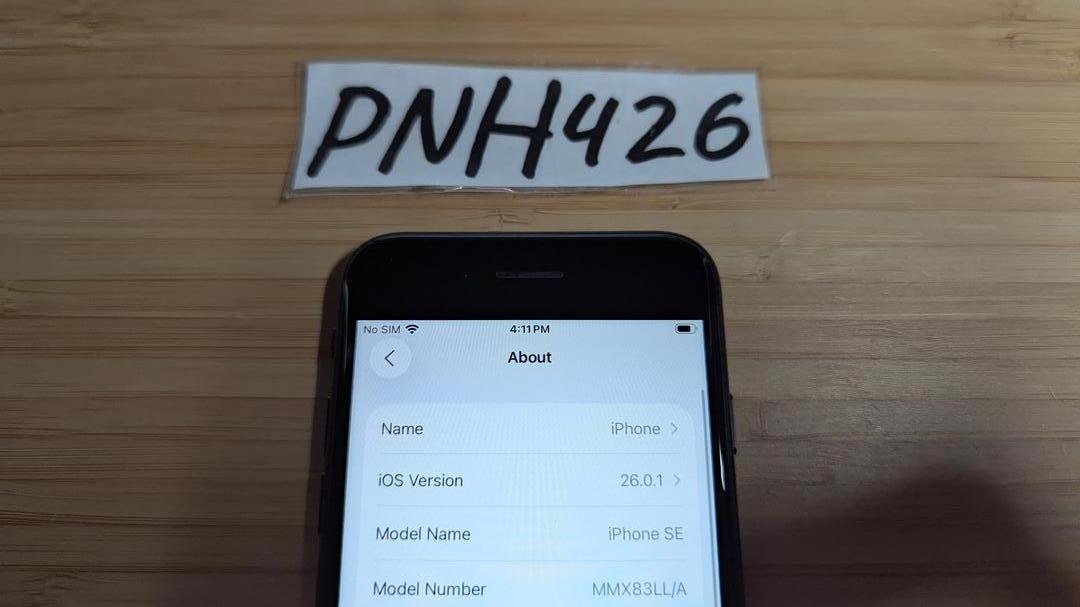 PNH426
No SIM 4:11 PM
About
Name iPhone
iOS Version 26.0.1
Model Name iPhone SE
Model Number MMX83LL/A